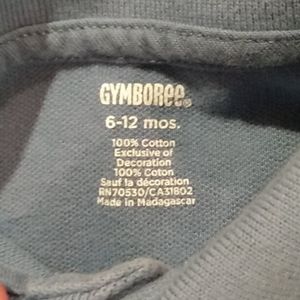 GYMBOREE®
6-12 mos.
100% Cotton
Exclusive of
Decoration
100% Coton
Sauf la décoration
RN70530/CA31802
Made in Madagascar